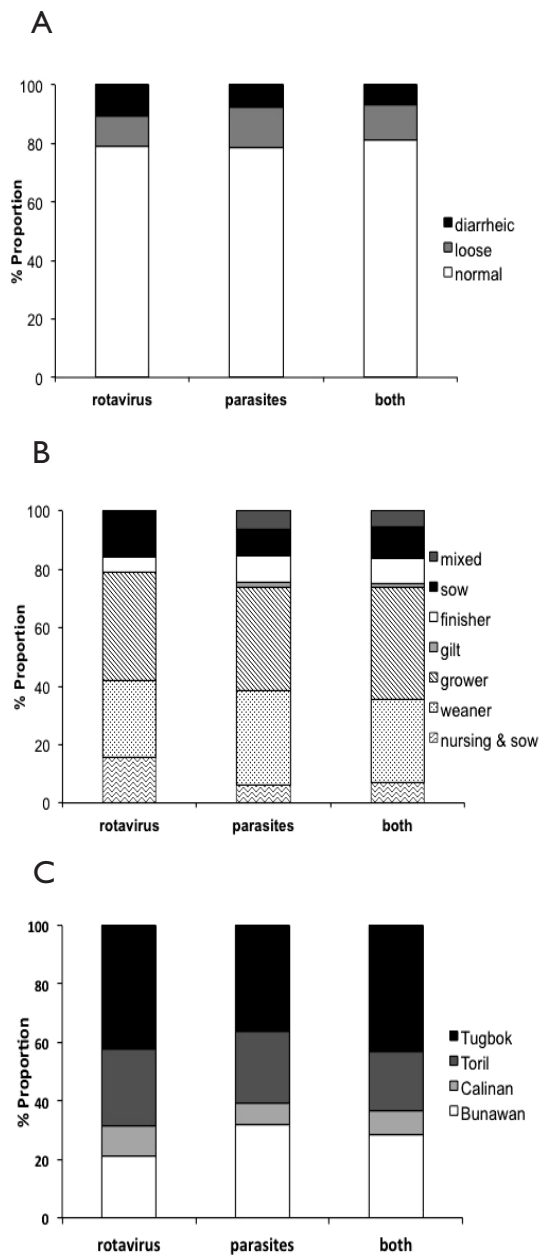 A
100
80
60
40
20
0
% Proportion
diarrheic
loose
normal
rotavirus parasites both
B
100
80
60
40
20
0
% Proportion
mixed
sow
finisher
gilt
grower
weaner
nursing & sow
rotavirus parasites both
C
100
80
60
40
20
0
% Proportion
Tugbok
Toril
Calinan
Bunawan
rotavirus parasites both